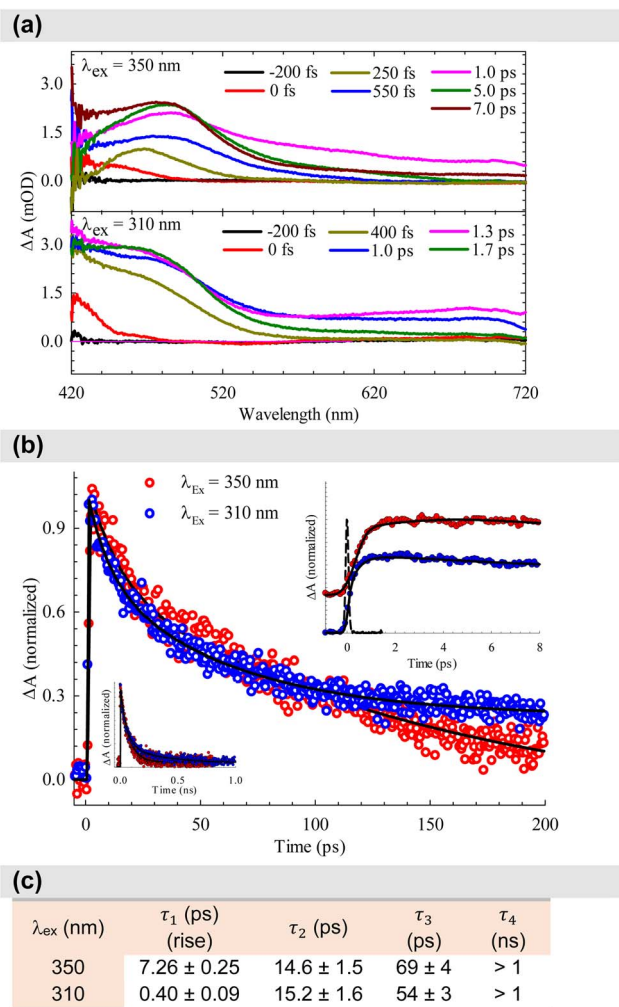 (a)
λex = 350 nm
-200 fs 250 fs 1.0 ps
0 fs 550 fs 5.0 ps
7.0 ps
3.0
1.5
0.0
ΔA (mOD)
λex = 310 nm
-200 fs 400 fs 1.3 ps
0 fs 1.0 ps 1.7 ps
3.0
1.5
0.0
420 520 620 720
Wavelength (nm)
(b)
λEx = 350 nm
λEx = 310 nm
0.9
0.6
0.3
0.0
ΔA (normalized)
ΔA (normalized)
0 2 4 6 8
Time (ps)
ΔA (normalized)
0.0 0.5 1.0
Time (ns)
0 50 100 150 200
Time (ps)
(c)
λex (nm) τ1 (ps) (rise) τ2 (ps) τ3 (ps) τ4 (ns)
350 7.26 ± 0.25 14.6 ± 1.5 69 ± 4 > 1
310 0.40 ± 0.09 15.2 ± 1.6 54 ± 3 > 1